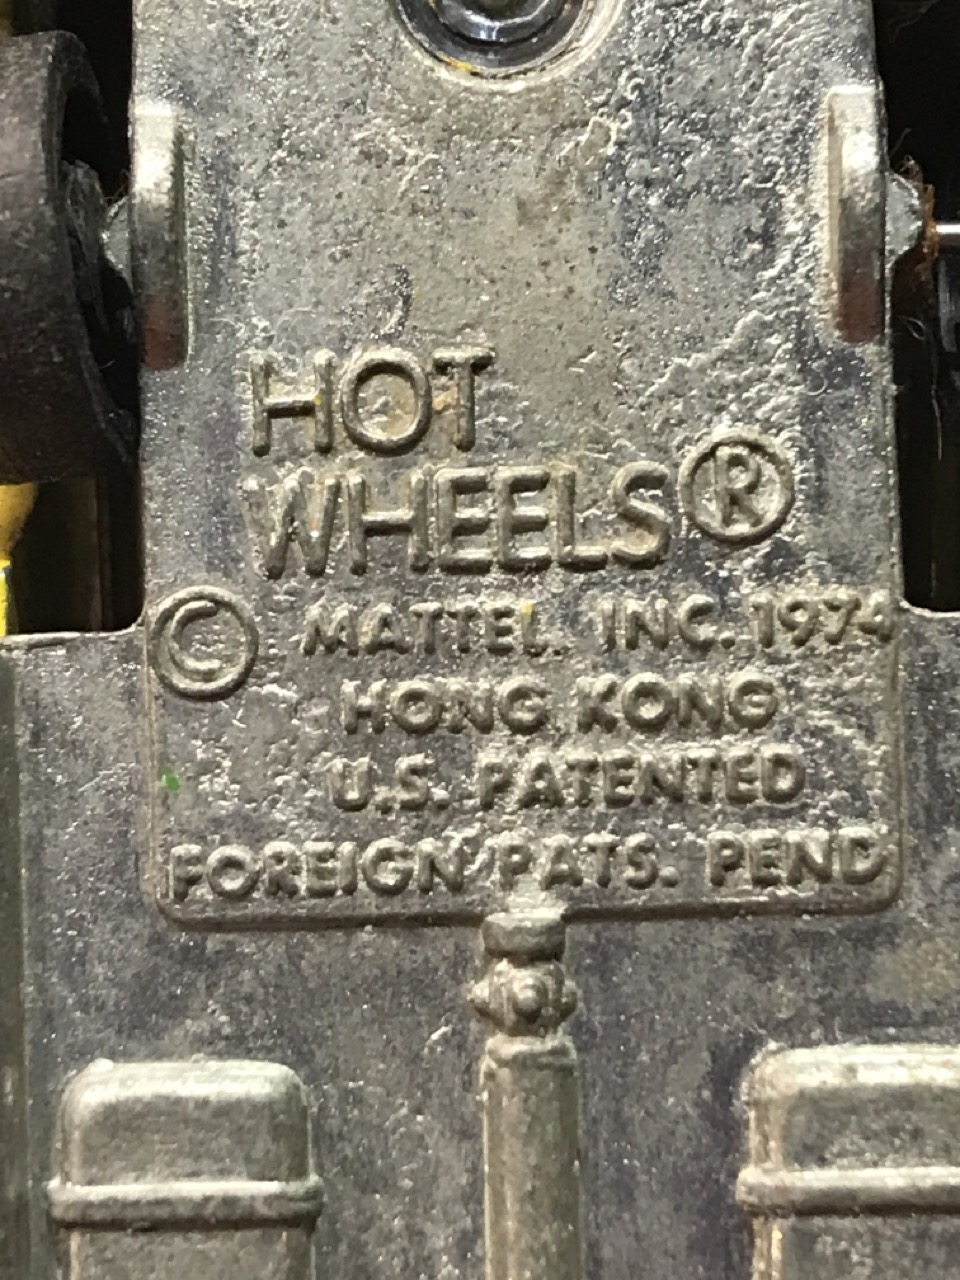 HOT
WHEELS®
© MATTEL. INC. 1974
HONG KONG
U.S. PATENTED
FOREIGN PATS. PEND